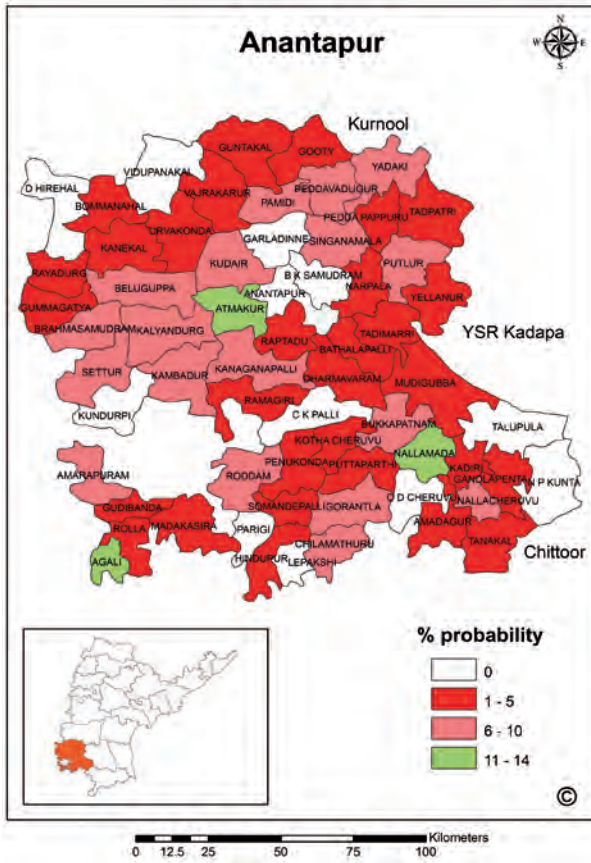 Anantapur
N
W E
S
Kurnool
GUNTAKAL
GOOTY
YADAKI
VIDUPANAKAL
D HIREHAL
PEDDAVADUGUR
VAJRAKARUR
PAMIDI
BOMMANAHAL
PEDDA PAPPURU
TADPATRI
URVAKONDA
GARLADINNE
SINGANAMALA
KANEKAL
KUDAIR
PUTLUR
RAYADURG
B K SAMUDRAM
BELUGUPPA
NARPALA
YELLANUR
ANANTAPUR
GUMMAGATYA
ATMAKUR
BRAHMASAMUDRAM
KALYANDURG
TADIMARRI
YSR Kadapa
RAPTADU
BATHALAPALLI
SETTUR
KAMBADUR
KANAGANAPALLI
DHARMAVARAM
MUDIGUBBA
RAMAGIRI
KUNDURPI
C K PALLI
BUKKAPATNAM
TALUPULA
KOTHA CHERUVU
NALLAMADA
AMARAPURAM
ROODDAM
PENUKONDA
PUTTAPARTHI
KADIRI
GANDLAPENTA
N P KUNTA
O D CHERUVU
NALLACHERUVU
GUDIBANDA
SOMANDEPALLI
GORANTLA
ROLLA
MADAKASIRA
PARIGI
AMADAGUR
CHILAMATHURU
TANAKAL
Chittoor
AGALI
HINDUPUR
LEPAKSHI
% probability
0
1 - 5
6 - 10
11 - 14
©
Kilometers
0 12.5 25 50 75 100